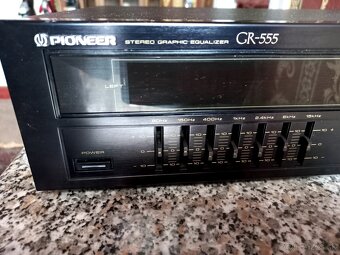 PIONEER STEREO GRAPHIC EQUALIZER GR-555
LEFT
60Hz 150Hz 400Hz 1kHz 2.4kHz 6kHz 15kHz
POWER